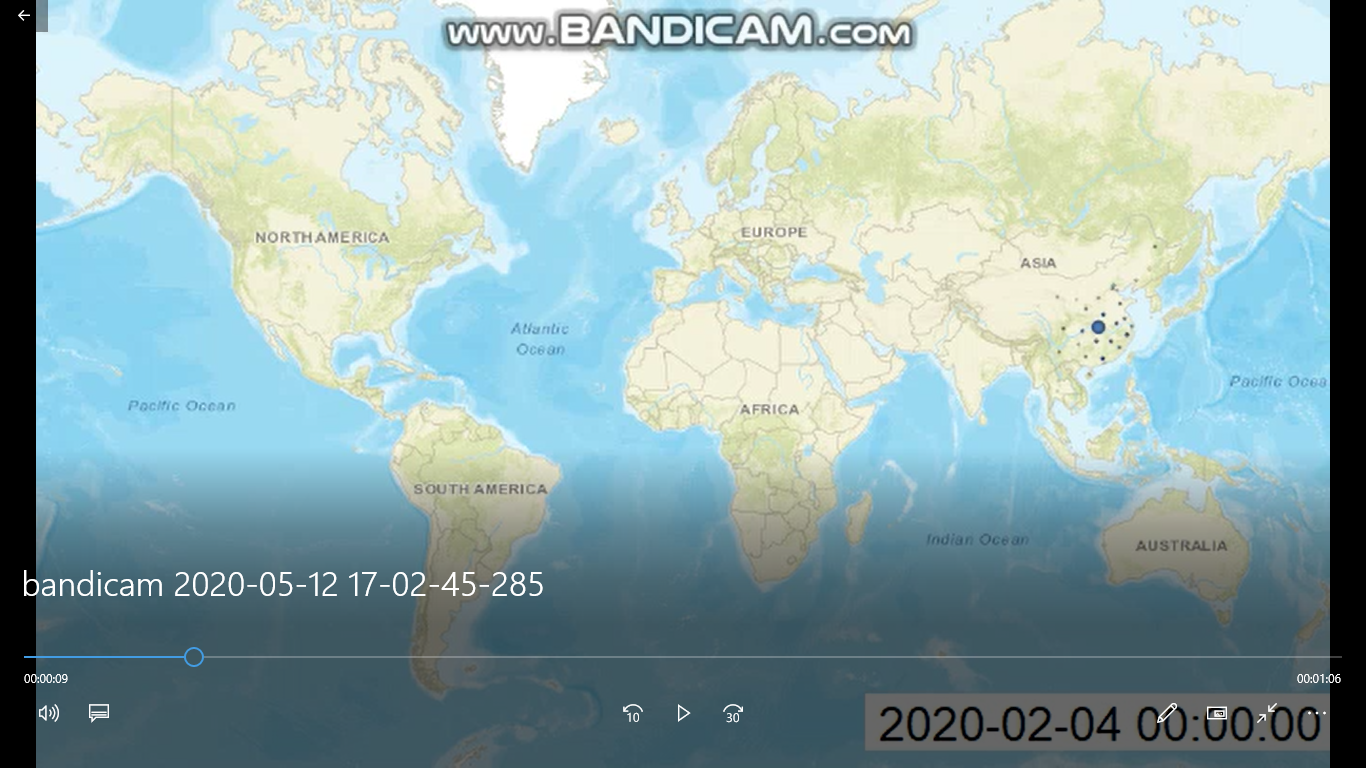 www.BANDICAM.com
NORTH AMERICA
EUROPE
ASIA
Atlantic
Ocean
Pacific Ocea
Pacific Ocean
AFRICA
SOUTH AMERICA
Indian Ocean
AUSTRALIA
bandicam 2020-05-12 17-02-45-285
00:00:09
00:01:06
10
30
2020-02-04 00:00:00